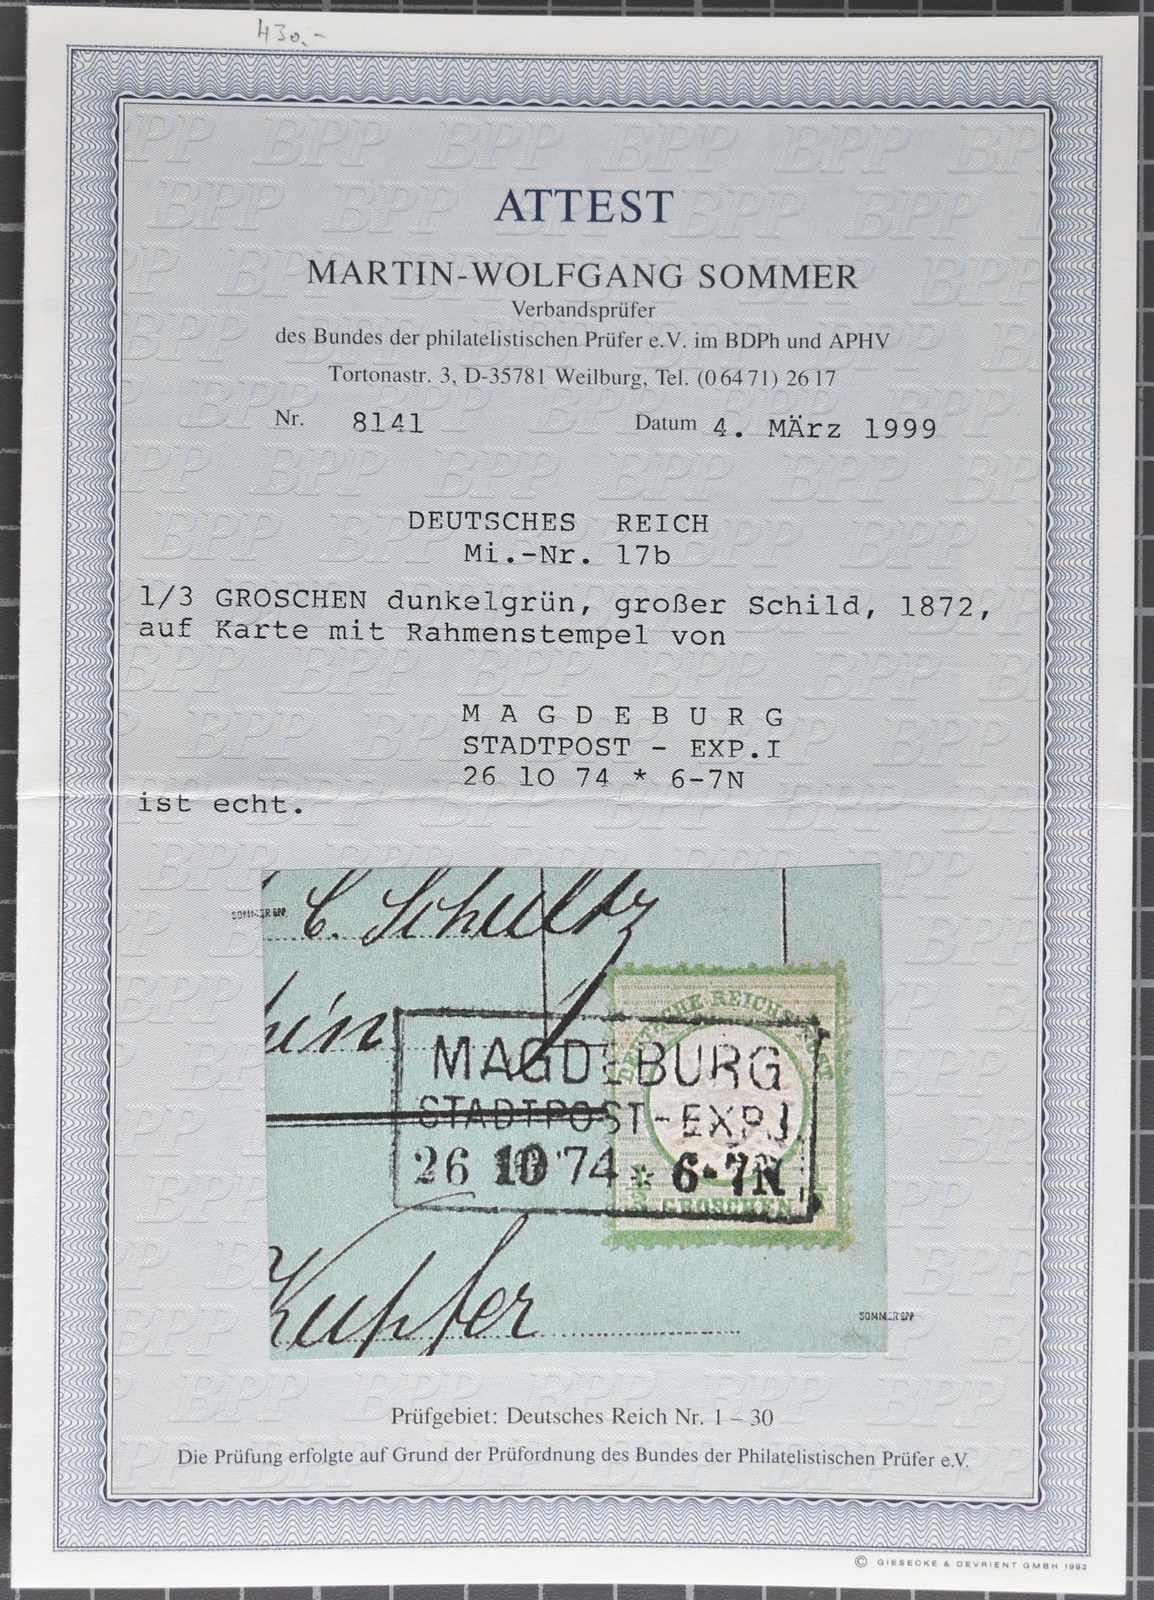 430.-
ATTEST
MARTIN-WOLFGANG SOMMER
Verbandsprüfer
des Bundes der philatelistischen Prüfer e.V. im BDPh und APHV
Tortonastr. 3, D-35781 Weilburg, Tel. (06471) 2617
Nr. 8141 Datum 4. MÄrz 1999
DEUTSCHES REICH
Mi.-Nr. 17b
1/3 GROSCHEN dunkelgrün, großer Schild, 1872,
auf Karte mit Rahmenstempel von
M A G D E B U R G
STADTPOST - EXP.I
26 10 74 * 6-7N
ist echt.
SOMMER BPP
C. Schultz
DEUTSCHE REICHS-POST
MAGDEBURG
STADTPOST-EXP.I
26 10 74 * 6-7N
GROSCHEN
Kupfer
SOMMER BPP
Prüfgebiet: Deutsches Reich Nr. 1 – 30
Die Prüfung erfolgte auf Grund der Prüfordnung des Bundes der Philatelistischen Prüfer e.V.
© GIESECKE & DEVRIENT GMBH 1992